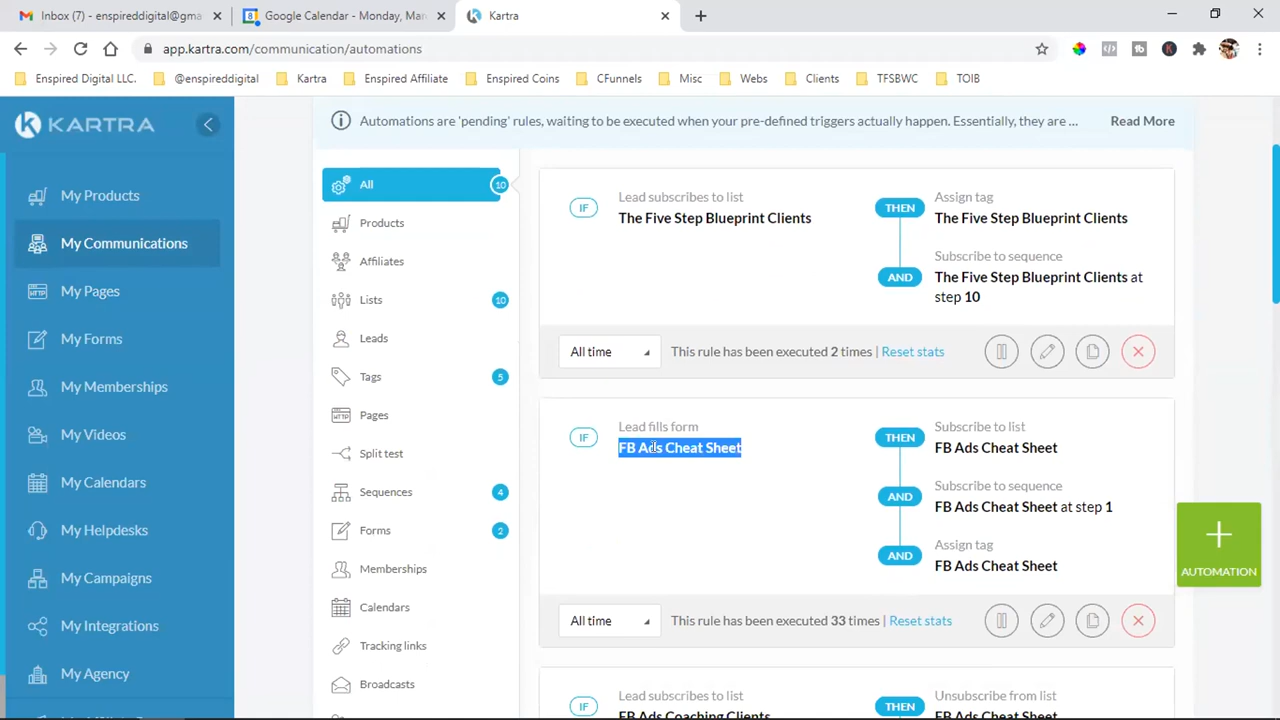 Inbox (7) - enspireddigital@gma
Google Calendar - Monday, Mar
Kartra
app.kartra.com/communication/automations
Enspired Digital LLC.
@enspireddigital
Kartra
Enspired Affiliate
Enspired Coins
CFunnels
Misc
Webs
Clients
TFSBWC
TOIB
KARTRA
My Products
My Communications
My Pages
My Forms
My Memberships
My Videos
My Calendars
My Helpdesks
My Campaigns
My Integrations
My Agency
Automations are 'pending' rules, waiting to be executed when your pre-defined triggers actually happen. Essentially, they are ... Read More
All 10
Products
Affiliates
Lists 10
Leads
Tags 5
Pages
Split test
Sequences 4
Forms 2
Memberships
Calendars
Tracking links
Broadcasts
IF
Lead subscribes to list
The Five Step Blueprint Clients
THEN
Assign tag
The Five Step Blueprint Clients
AND
Subscribe to sequence
The Five Step Blueprint Clients at
step 10
All time
This rule has been executed 2 times | Reset stats
IF
Lead fills form
FB Ads Cheat Sheet
THEN
Subscribe to list
FB Ads Cheat Sheet
AND
Subscribe to sequence
FB Ads Cheat Sheet at step 1
AND
Assign tag
FB Ads Cheat Sheet
All time
This rule has been executed 33 times | Reset stats
IF
Lead subscribes to list
FB Ads Coaching Clients
THEN
Unsubscribe from list
FB Ads Cheat Sheet
AUTOMATION